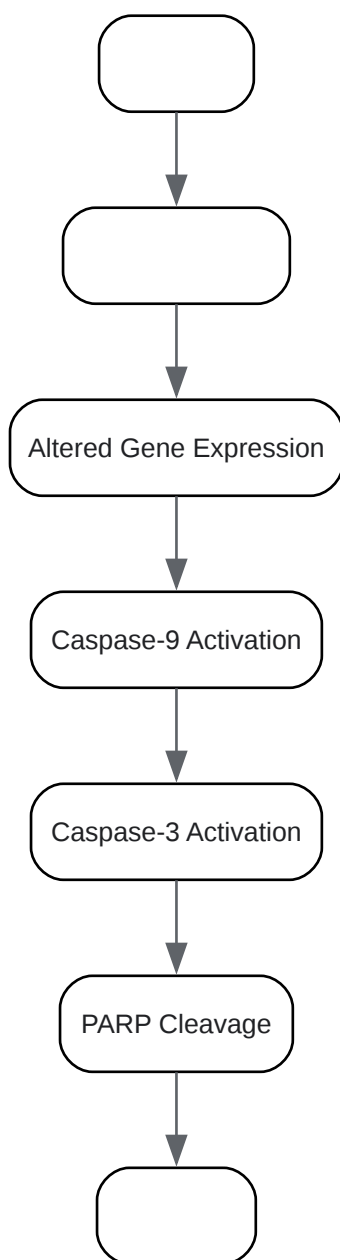 Altered Gene Expression
Caspase-9 Activation
Caspase-3 Activation
PARP Cleavage